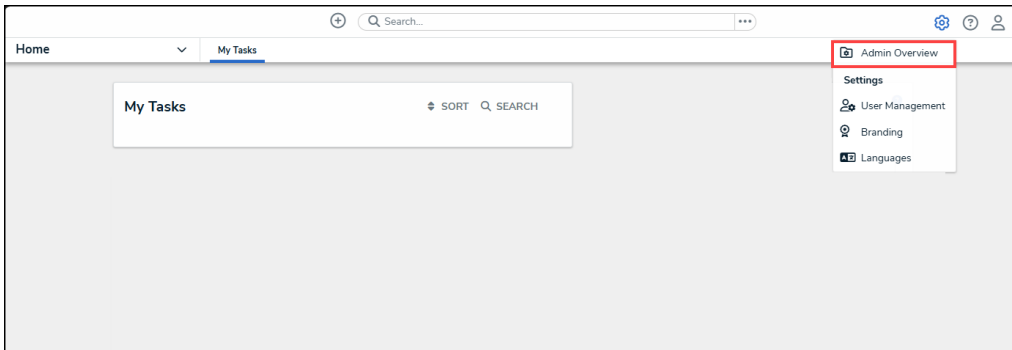 Search...
Home
My Tasks
Admin Overview
Settings
User Management
Branding
Languages
My Tasks
SORT
SEARCH